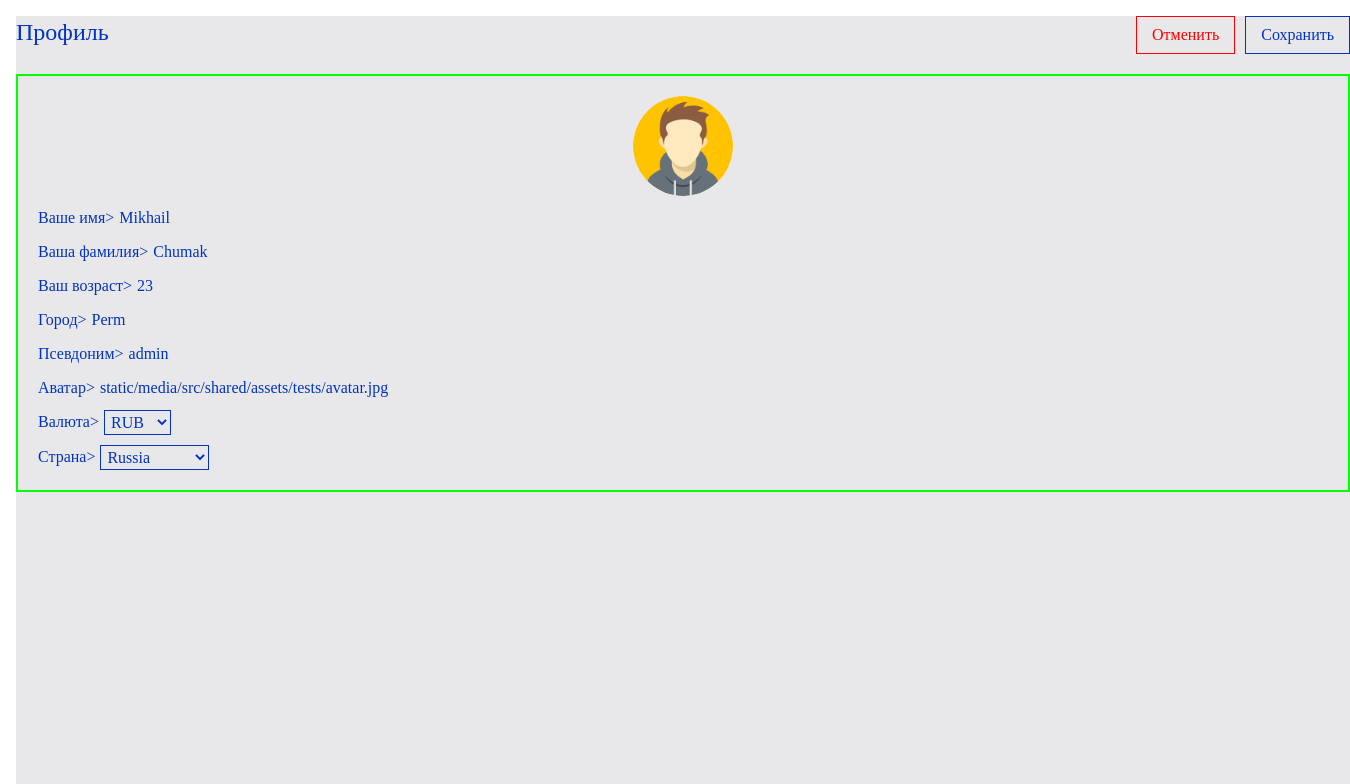 Профиль
Отменить
Сохранить
Ваше имя> Mikhail
Ваша фамилия> Chumak
Ваш возраст> 23
Город> Perm
Псевдоним> admin
Аватар> static/media/src/shared/assets/tests/avatar.jpg
Валюта> RUB
Страна> Russia